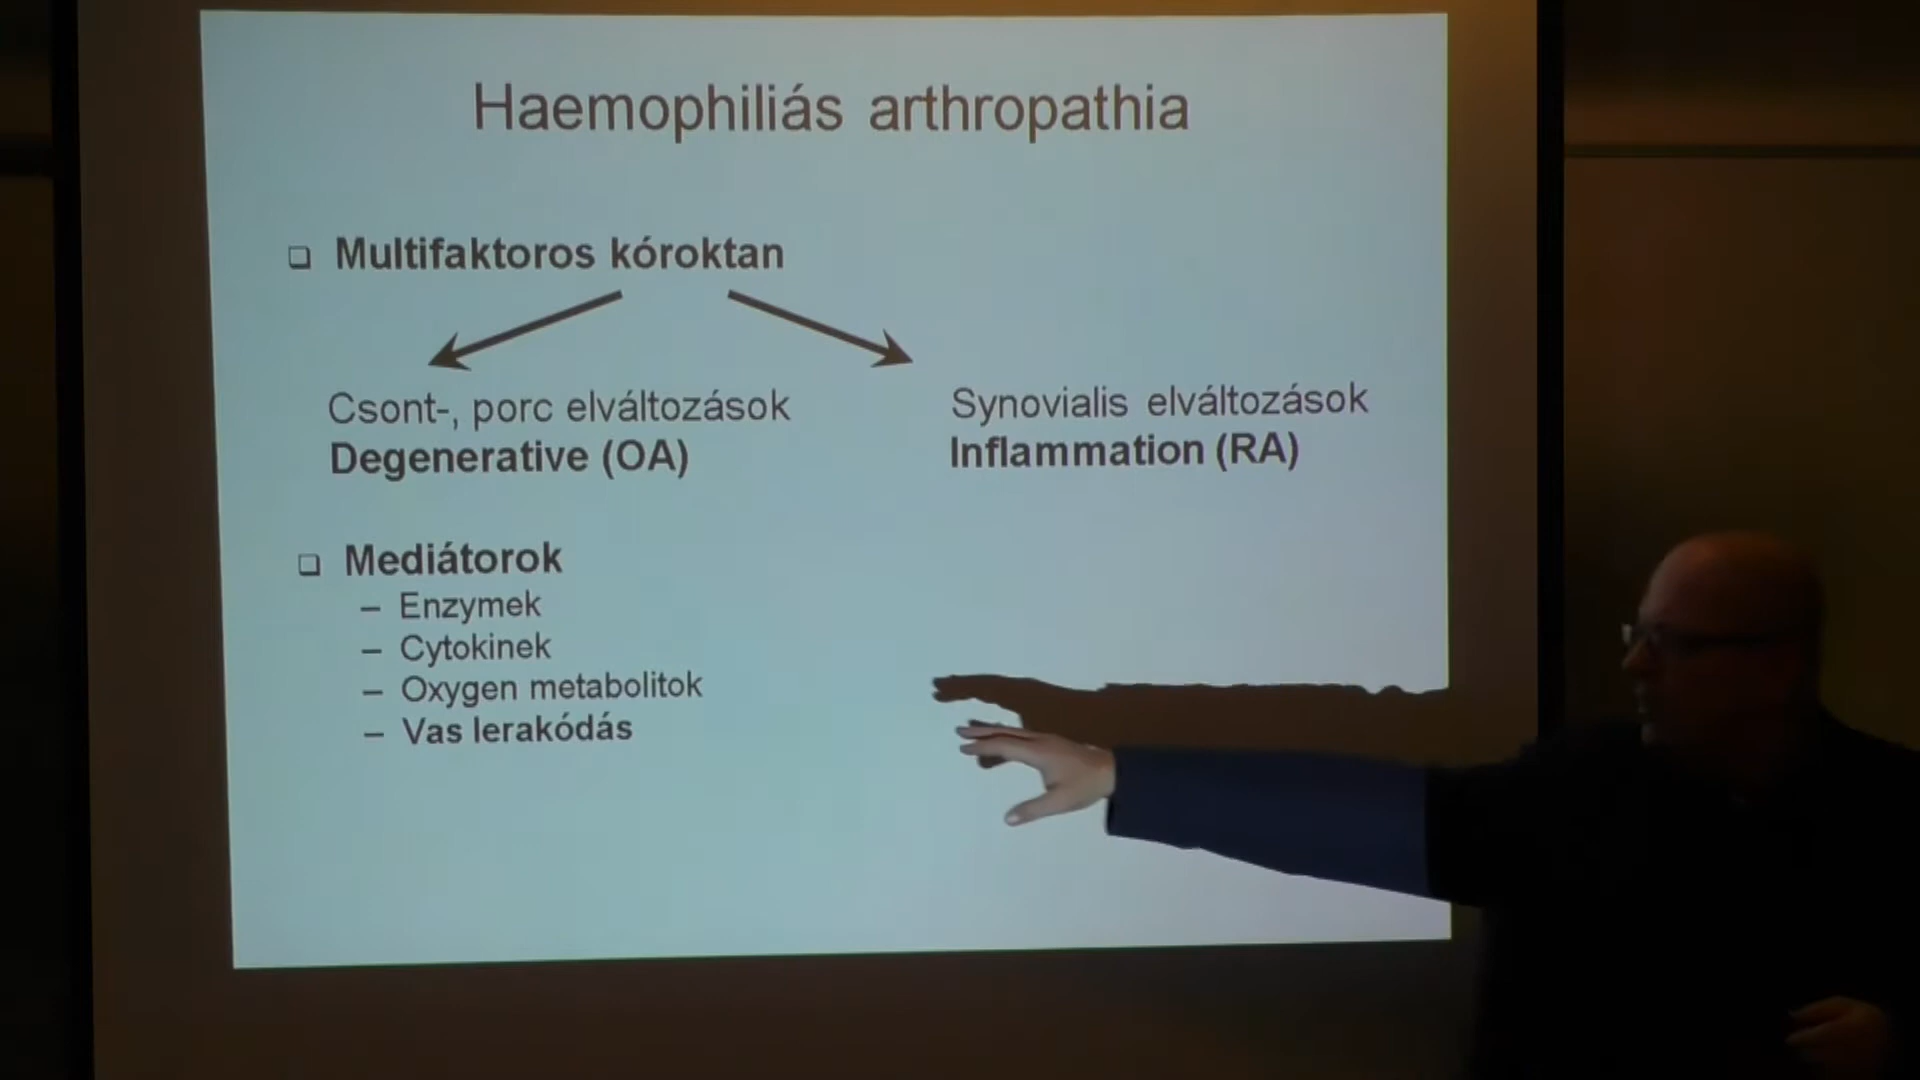 Haemophiliás arthropathia
Multifaktoros kóroktan
Csont-, porc elváltozások
Degenerative (OA)
Synovialis elváltozások
Inflammation (RA)
Mediátorok
– Enzymek
– Cytokinek
– Oxygen metabolitok
– Vas lerakódás